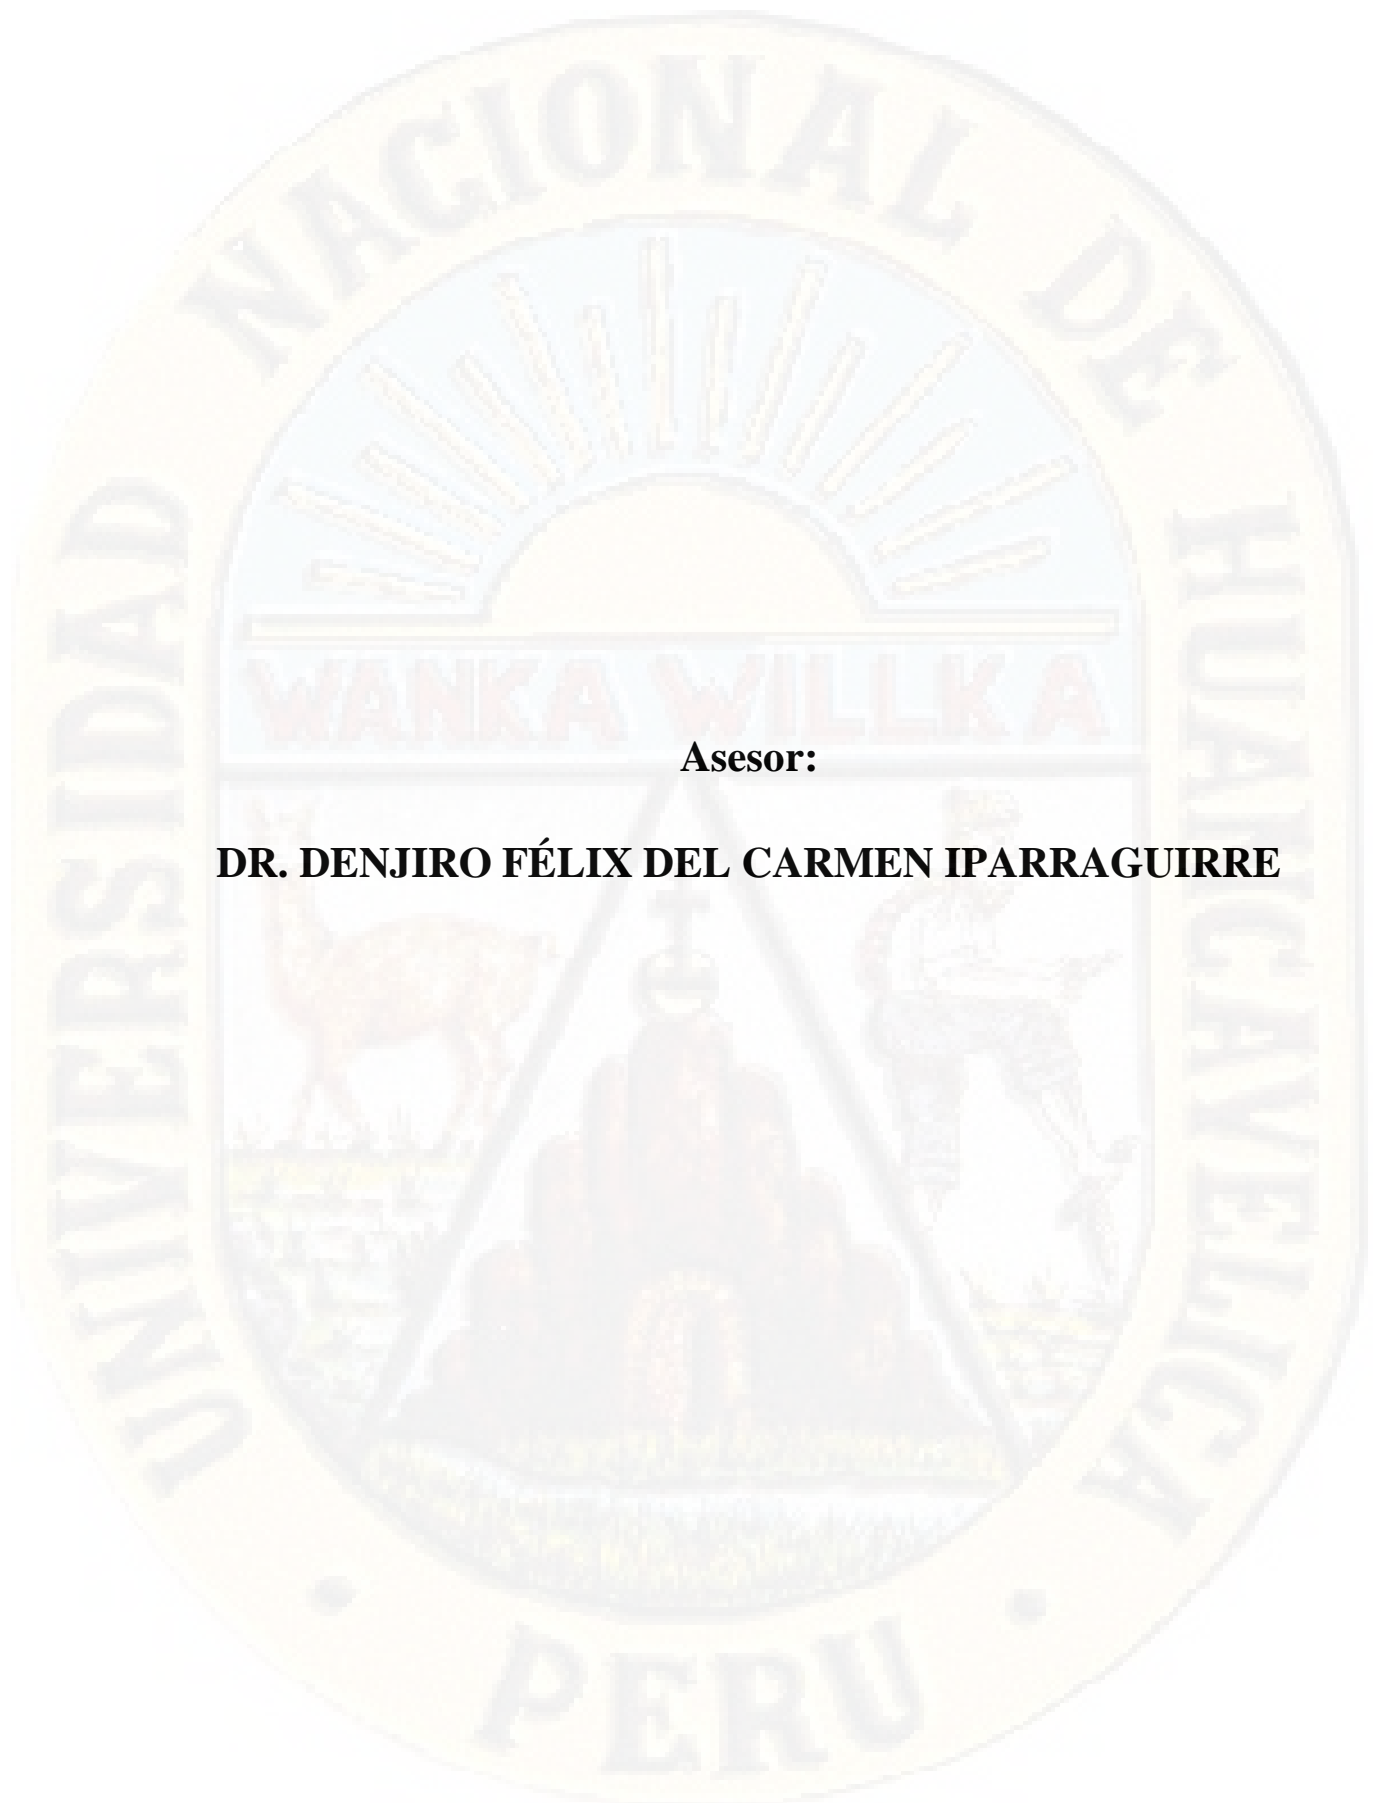 UNIVERSIDAD NACIONAL DE HUANCAVELICA
WANKA WILLKA
Asesor:
DR. DENJIRO FÉLIX DEL CARMEN IPARRAGUIRRE
• PERU •